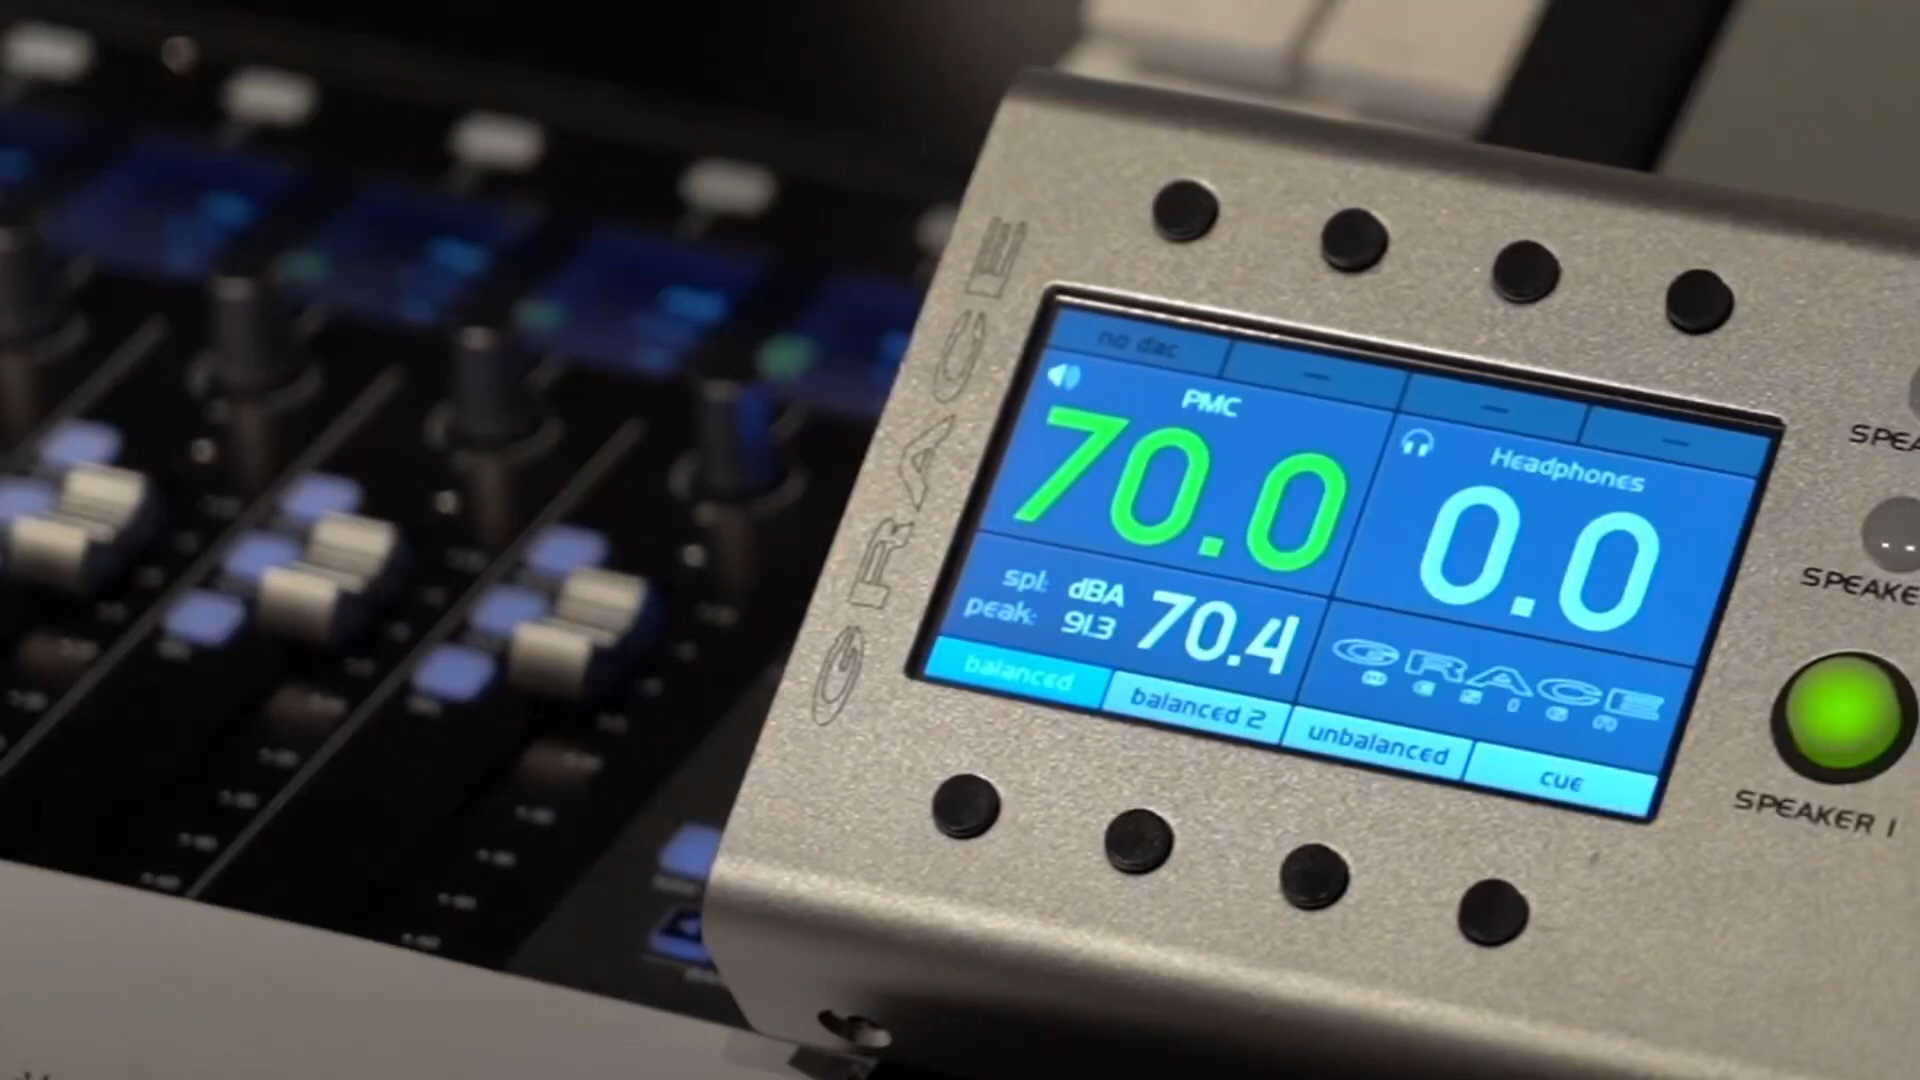 GRACE
no dac
PMC
70.0
Headphones
0.0
spl: dBA 70.4
peak: 91.3
GRACE
DESIGN
balanced
balanced 2
unbalanced
cue
SPEAKER 1